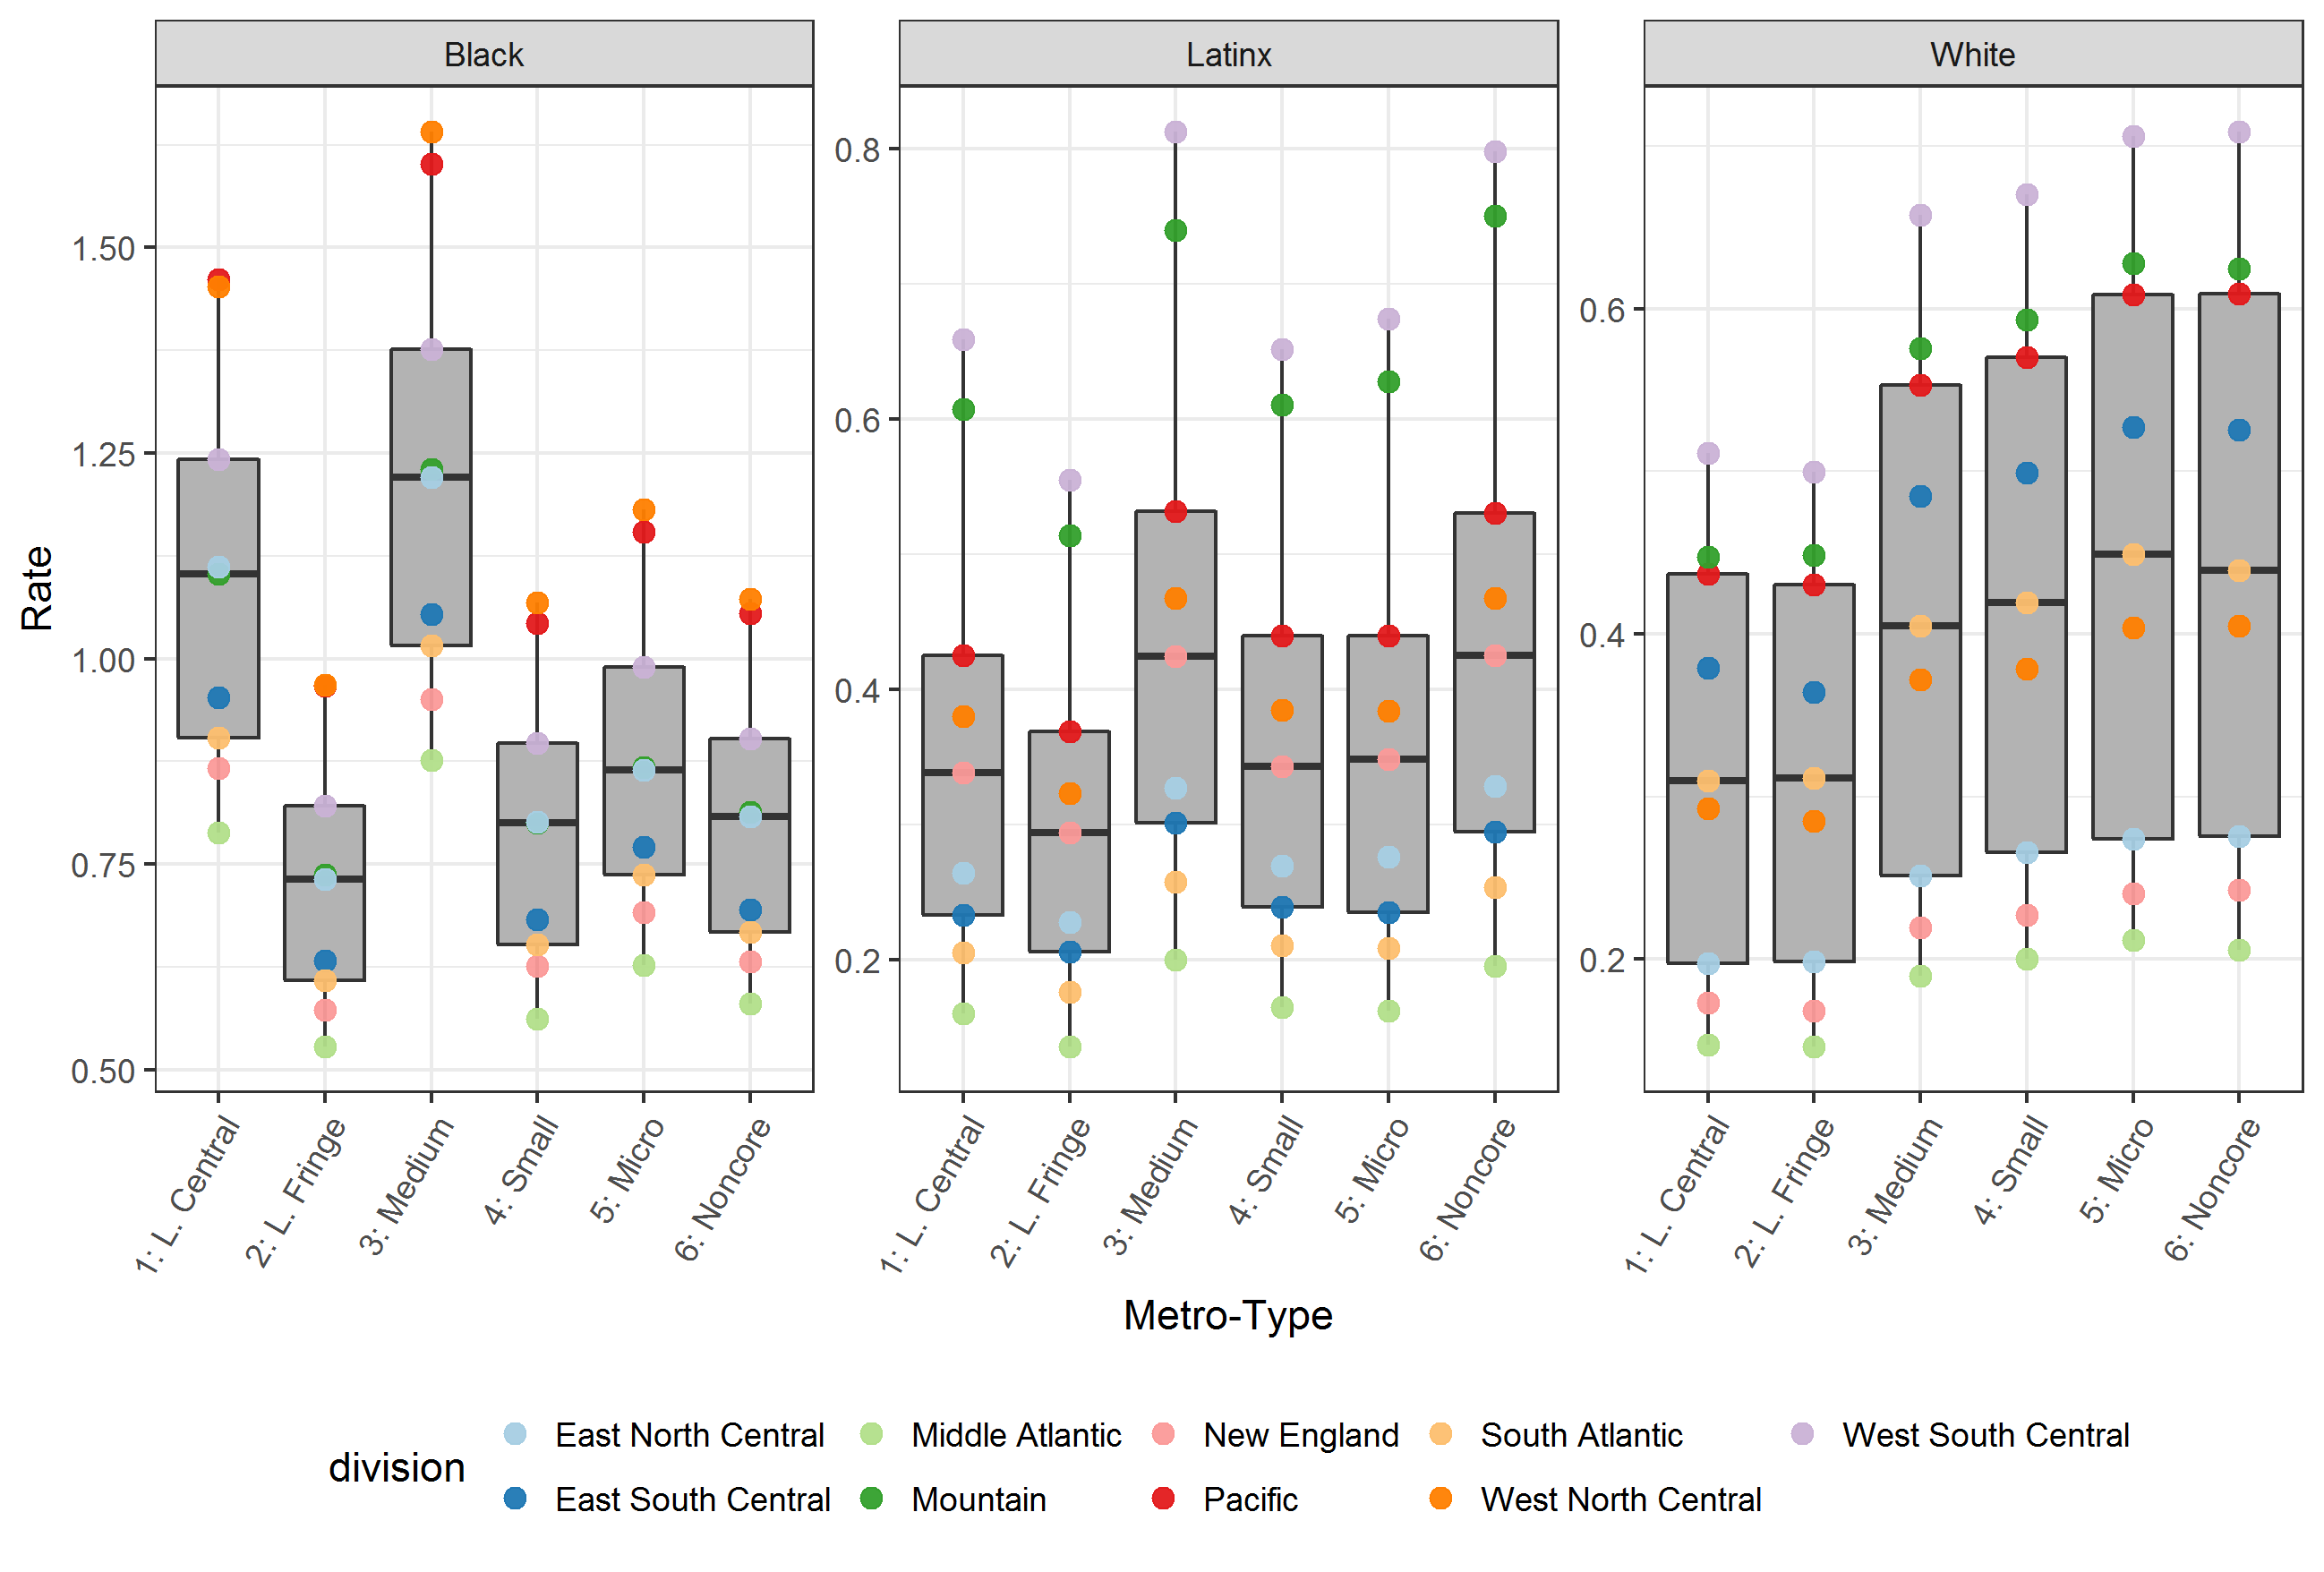 Black Latinx White
Rate
1.50
1.25
1.00
0.75
0.50
0.8
0.6
0.4
0.2
0.6
0.4
0.2
1: L. Central 2: L. Fringe 3: Medium 4: Small 5: Micro 6: Noncore
1: L. Central 2: L. Fringe 3: Medium 4: Small 5: Micro 6: Noncore
1: L. Central 2: L. Fringe 3: Medium 4: Small 5: Micro 6: Noncore
Metro-Type
division
East North Central Middle Atlantic New England South Atlantic West South Central
East South Central Mountain Pacific West North Central